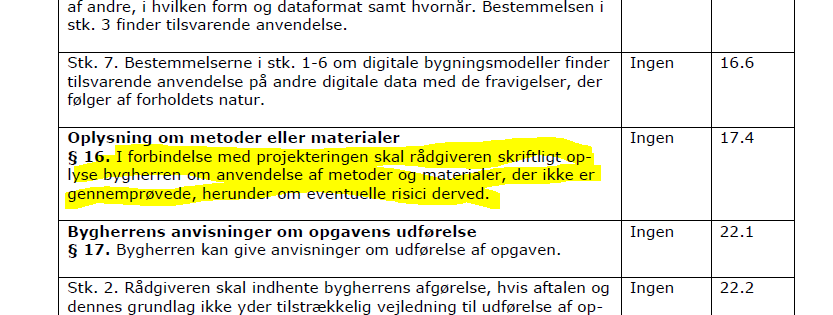 af andre, i hvilken form og dataformat samt hvornår. Bestemmelsen i
stk. 3 finder tilsvarende anvendelse.
Stk. 7. Bestemmelserne i stk. 1-6 om digitale bygningsmodeller finder Ingen 16.6
tilsvarende anvendelse på andre digitale data med de fravigelser, der
følger af forholdets natur.
Oplysning om metoder eller materialer Ingen 17.4
§ 16. I forbindelse med projekteringen skal rådgiveren skriftligt op-
lyse bygherren om anvendelse af metoder og materialer, der ikke er
gennemprøvede, herunder om eventuelle risici derved.
Bygherrens anvisninger om opgavens udførelse Ingen 22.1
§ 17. Bygherren kan give anvisninger om udførelse af opgaven.
Stk. 2. Rådgiveren skal indhente bygherrens afgørelse, hvis aftalen og Ingen 22.2
dennes grundlag ikke yder tilstrækkelig vejledning til udførelse af op-